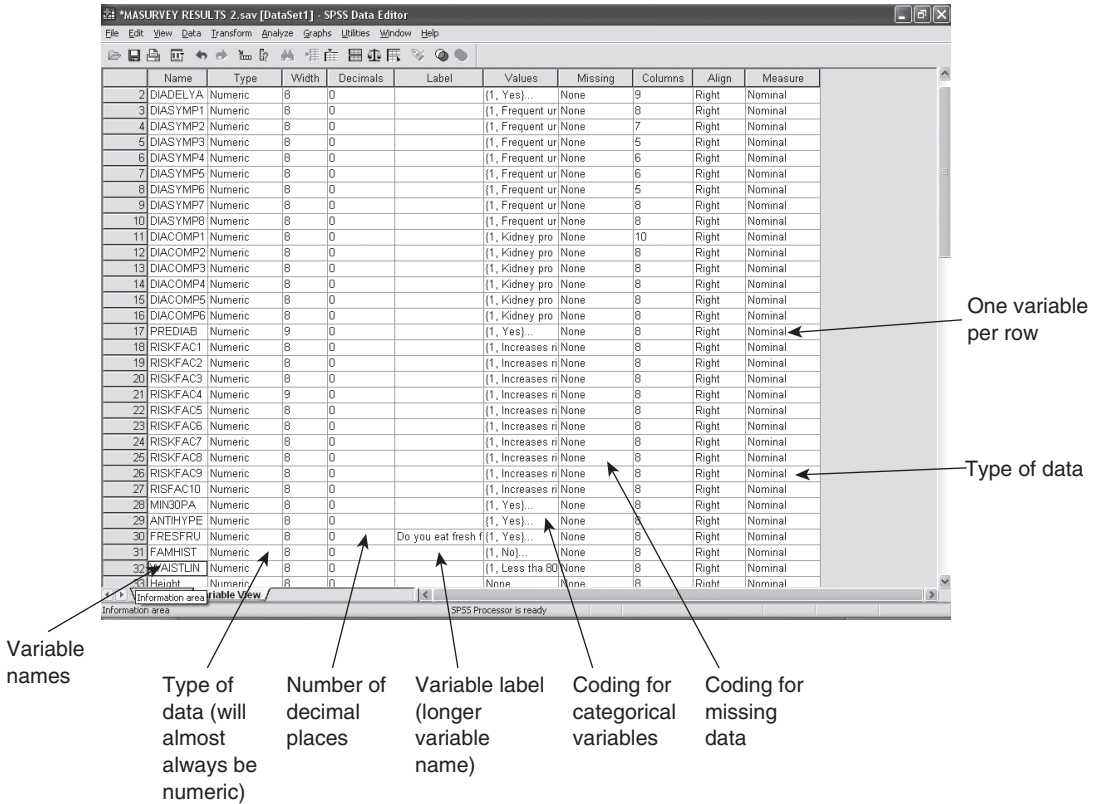 *MASURVEY RESULTS 2.sav [DataSet1] - SPSS Data Editor
File Edit View Data Transform Analyze Graphs Utilities Window Help
Name Type Width Decimals Label Values Missing Columns Align Measure
2 DIADELYA Numeric 8 0 {1, Yes}... None 9 Right Nominal
3 DIASYMP1 Numeric 8 0 {1, Frequent ur None 8 Right Nominal
4 DIASYMP2 Numeric 8 0 {1, Frequent ur None 7 Right Nominal
5 DIASYMP3 Numeric 8 0 {1, Frequent ur None 5 Right Nominal
6 DIASYMP4 Numeric 8 0 {1, Frequent ur None 6 Right Nominal
7 DIASYMP5 Numeric 8 0 {1, Frequent ur None 6 Right Nominal
8 DIASYMP6 Numeric 8 0 {1, Frequent ur None 5 Right Nominal
9 DIASYMP7 Numeric 8 0 {1, Frequent ur None 8 Right Nominal
10 DIASYMP8 Numeric 8 0 {1, Frequent ur None 8 Right Nominal
11 DIACOMP1 Numeric 8 0 {1, Kidney pro None 10 Right Nominal
12 DIACOMP2 Numeric 8 0 {1, Kidney pro None 8 Right Nominal
13 DIACOMP3 Numeric 8 0 {1, Kidney pro None 8 Right Nominal
14 DIACOMP4 Numeric 8 0 {1, Kidney pro None 8 Right Nominal
15 DIACOMP5 Numeric 8 0 {1, Kidney pro None 8 Right Nominal
16 DIACOMP6 Numeric 8 0 {1, Kidney pro None 8 Right Nominal
17 PREDIAB Numeric 9 0 {1, Yes}... None 8 Right Nominal
18 RISKFAC1 Numeric 8 0 {1, Increases ri None 8 Right Nominal
19 RISKFAC2 Numeric 8 0 {1, Increases ri None 8 Right Nominal
20 RISKFAC3 Numeric 8 0 {1, Increases ri None 8 Right Nominal
21 RISKFAC4 Numeric 9 0 {1, Increases ri None 8 Right Nominal
22 RISKFAC5 Numeric 8 0 {1, Increases ri None 8 Right Nominal
23 RISKFAC6 Numeric 8 0 {1, Increases ri None 8 Right Nominal
24 RISKFAC7 Numeric 8 0 {1, Increases ri None 8 Right Nominal
25 RISKFAC8 Numeric 8 0 {1, Increases ri None 8 Right Nominal
26 RISKFAC9 Numeric 8 0 {1, Increases ri None 8 Right Nominal
27 RISFAC10 Numeric 8 0 {1, Increases ri None 8 Right Nominal
28 MIN30PA Numeric 8 0 {1, Yes}... None 8 Right Nominal
29 ANTIHYPE Numeric 8 0 {1, Yes}... None 8 Right Nominal
30 FRESFRU Numeric 8 0 Do you eat fresh f {1, Yes}... None 8 Right Nominal
31 FAMHIST Numeric 8 0 {1, No}... None 8 Right Nominal
32 WAISTLIN Numeric 8 0 {1, Less tha 80 None 8 Right Nominal
33 Height Numeric 8 0 None None 8 Right Nominal
Information area riable View
Information area SPSS Processor is ready
One variable
per row
Type of data
Variable
names
Type of
data (will
almost
always be
numeric)
Number of
decimal
places
Variable label
(longer
variable
name)
Coding for
categorical
variables
Coding for
missing
data